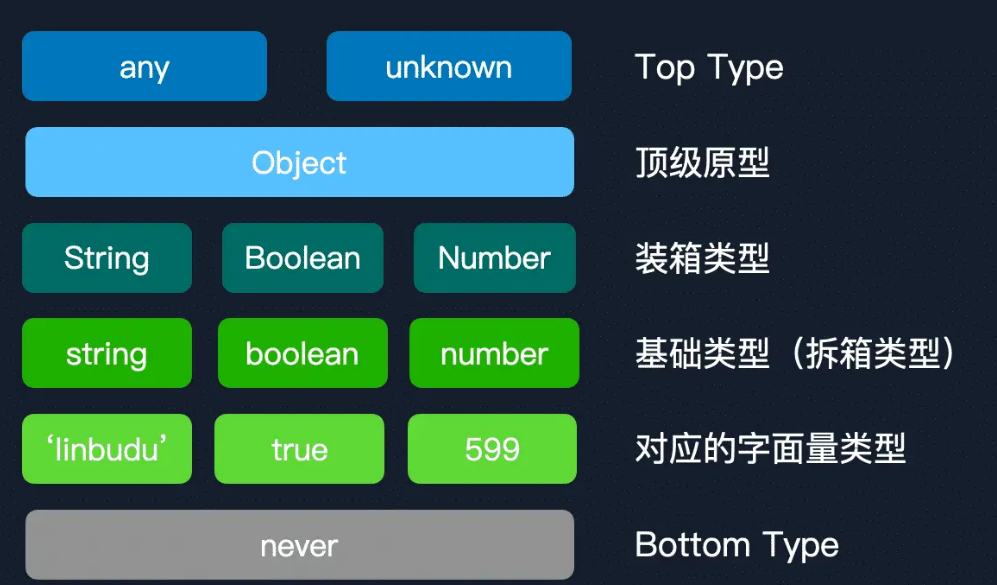 any unknown Top Type
Object 顶级原型
String Boolean Number 装箱类型
string boolean number 基础类型（拆箱类型）
‘linbudu’ true 599 对应的字面量类型
never Bottom Type